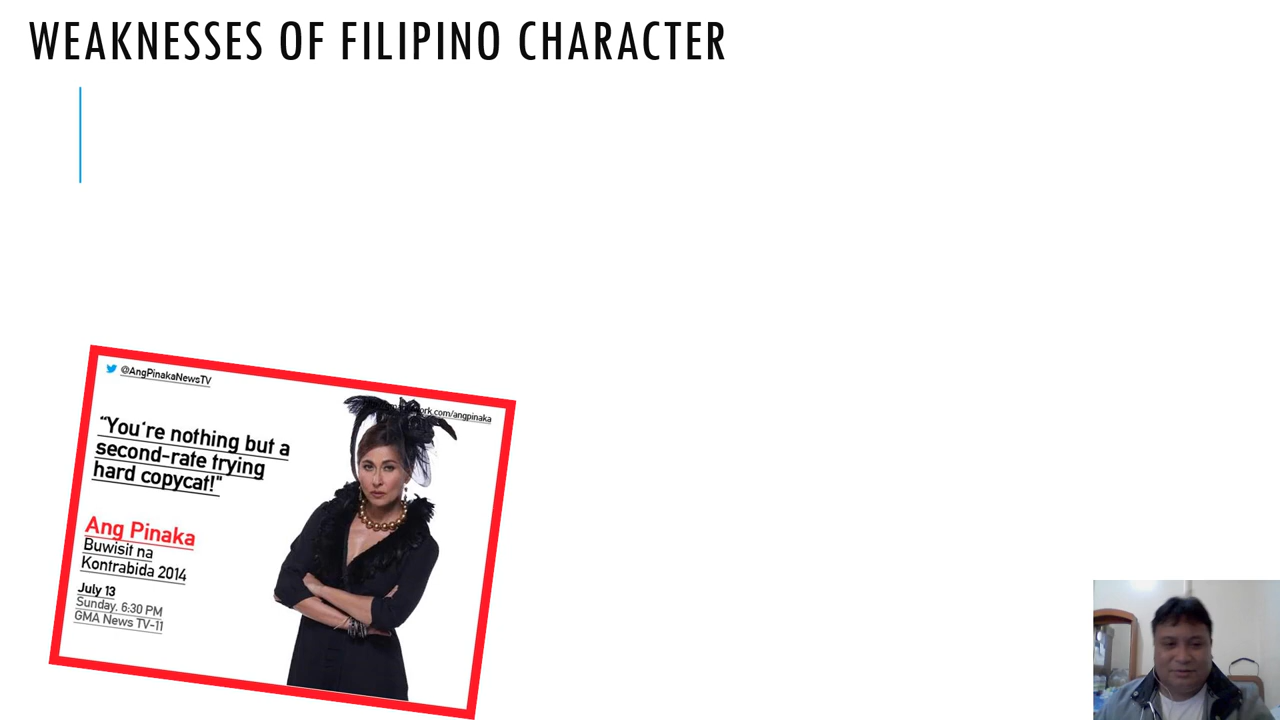 WEAKNESSES OF FILIPINO CHARACTER
@AngPinakaNewsTV
ork.com/angpinaka
"You're nothing but a
second-rate trying
hard copycat!"
Ang Pinaka
Buwisit na
Kontrabida 2014
July 13
Sunday. 6:30 PM
GMA News TV-11